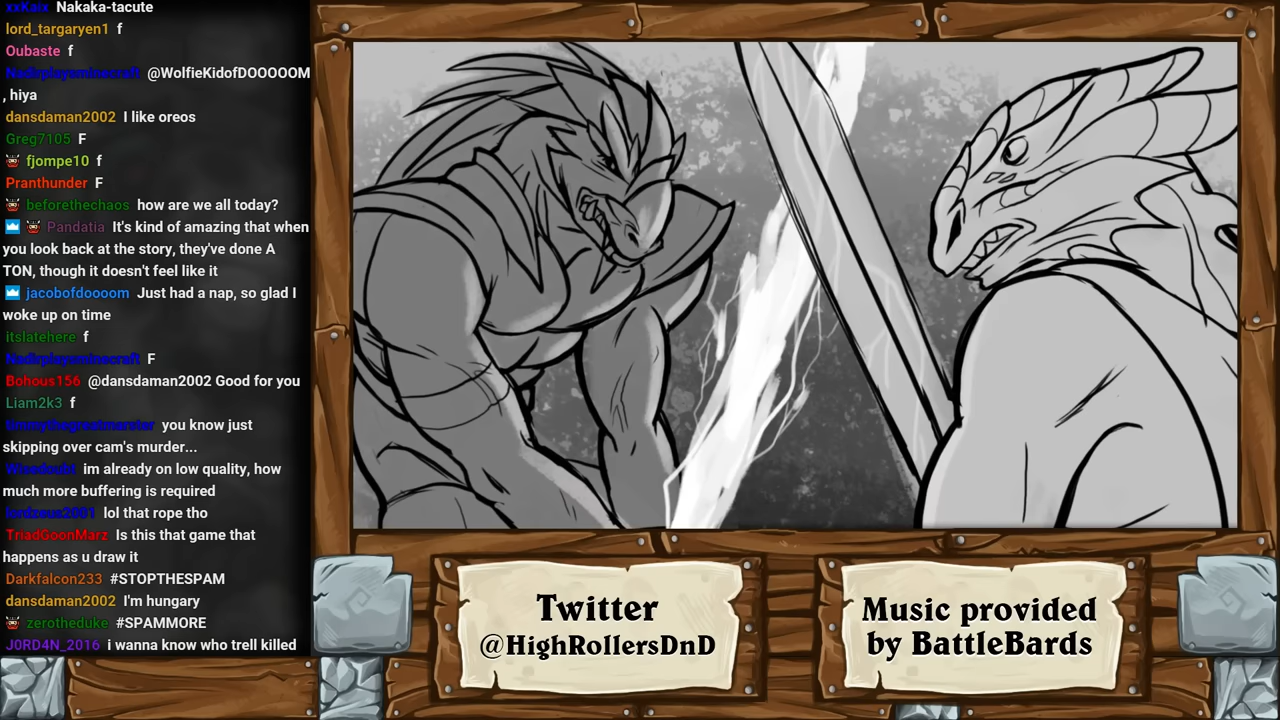 xxKaix Nakaka-tacute
lord_targaryen1 f
Oubaste f
Nadirplaysminecraft @WolfieKidofDOOOOOM
, hiya
dansdaman2002 I like oreos
Greg7105 F
fjompe10 f
Pranthunder F
beforethechaos how are we all today?
Pandatia It's kind of amazing that when
you look back at the story, they've done A
TON, though it doesn't feel like it
jacobofdoooom Just had a nap, so glad I
woke up on time
itslatehere f
Nadirplaysminecraft F
Bohous156 @dansdaman2002 Good for you
Liam2k3 f
timmythegreatmarster you know just
skipping over cam's murder...
Wisedoubt im already on low quality, how
much more buffering is required
lordzeus2001 lol that rope tho
TriadGoonMarz Is this that game that
happens as u draw it
Darkfalcon233 #STOPTHESPAM
dansdaman2002 I'm hungary
zerotheduke #SPAMMORE
J0RD4N_2016 i wanna know who trell killed
Twitter
@HighRollersDnD
Music provided
by BattleBards